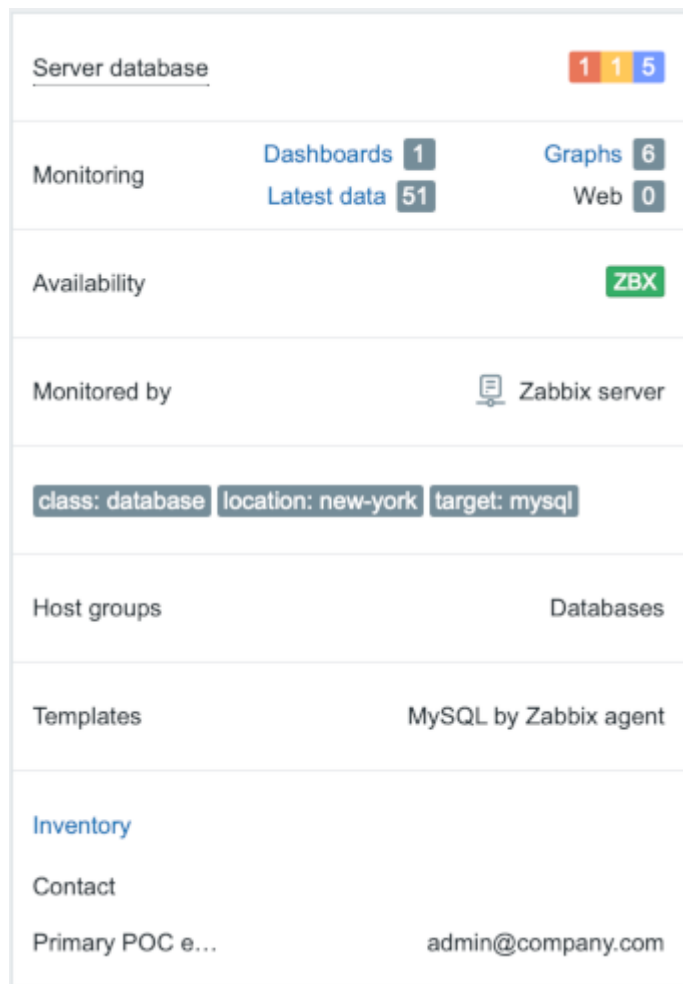 Server database 1 1 5
Monitoring Dashboards 1 Graphs 6
Latest data 51 Web 0
Availability ZBX
Monitored by Zabbix server
class: database location: new-york target: mysql
Host groups Databases
Templates MySQL by Zabbix agent
Inventory
Contact
Primary POC e… admin@company.com